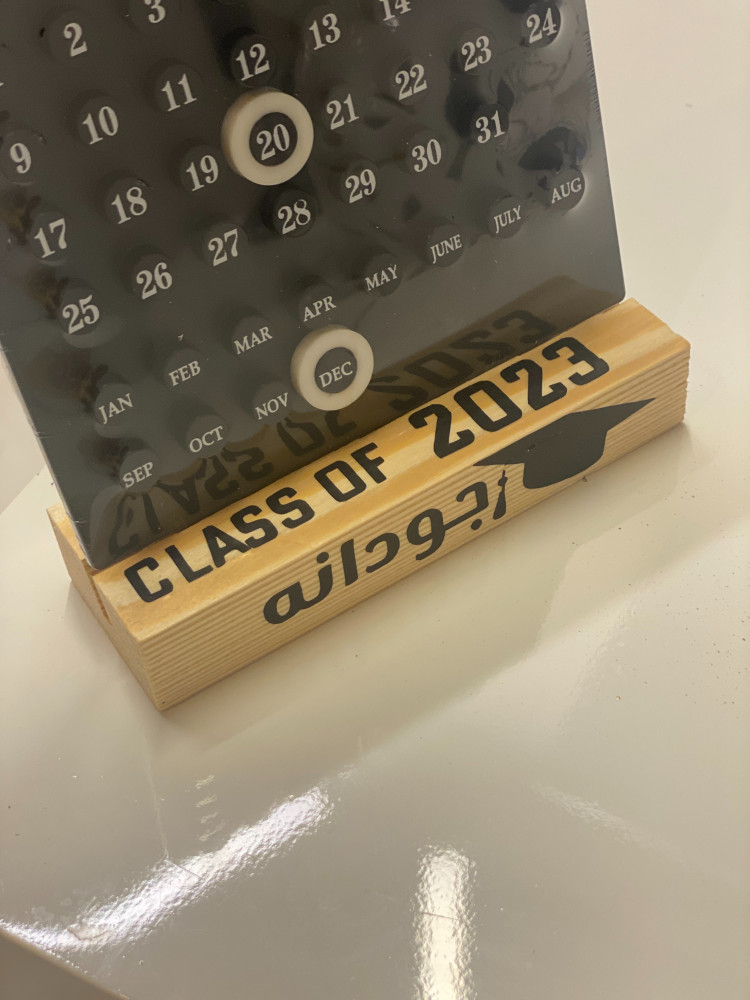 2 3
9 10 11 12 13 14
17 18 19 20 21 22 23 24
25 26 27 28 29 30 31
JAN FEB MAR APR MAY JUNE JULY AUG
SEP OCT NOV DEC
CLASS OF 2023
أجودانه